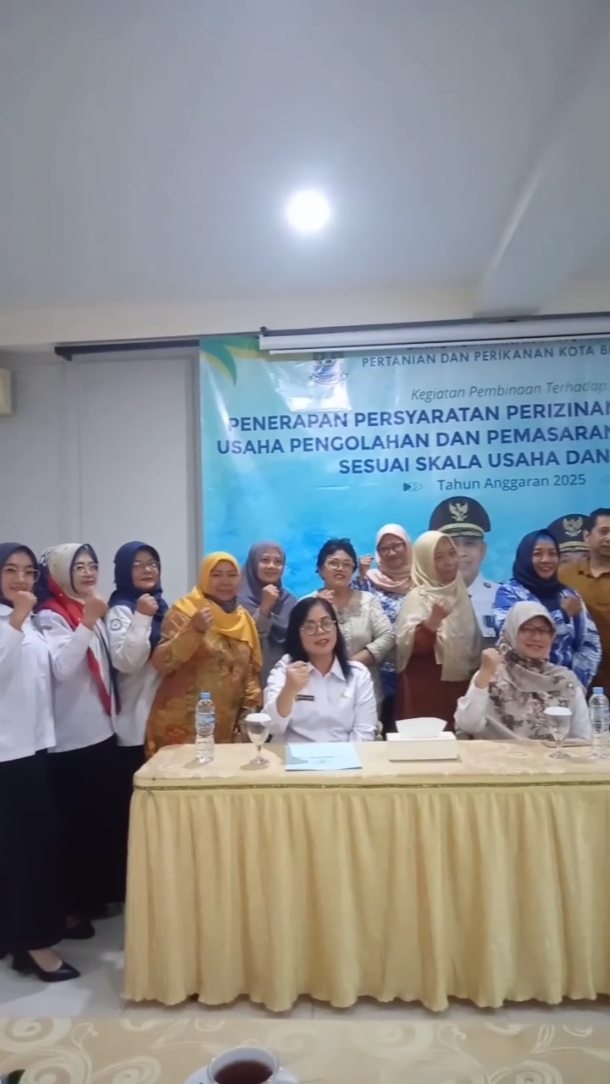 PERTANIAN DAN PERIKANAN KOTA B
Kegiatan Pembinaan Terhadap
PENERAPAN PERSYARATAN PERIZINAN
USAHA PENGOLAHAN DAN PEMASARAN
SESUAI SKALA USAHA DAN
Tahun Anggaran 2025